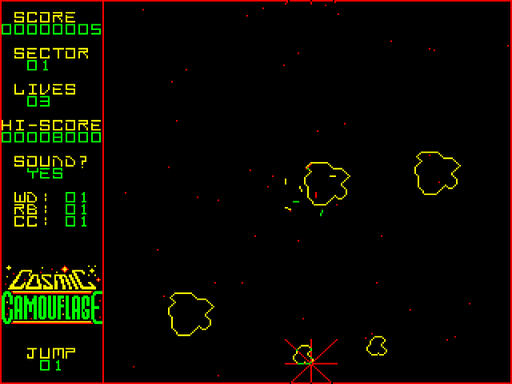 SCORE
00000005
SECTOR
01
LIVES
03
HI-SCORE
00008000
SOUND?
YES
WD: 01
RB: 01
CC: 01
COSMIC
CAMOUFLAGE
JUMP
01